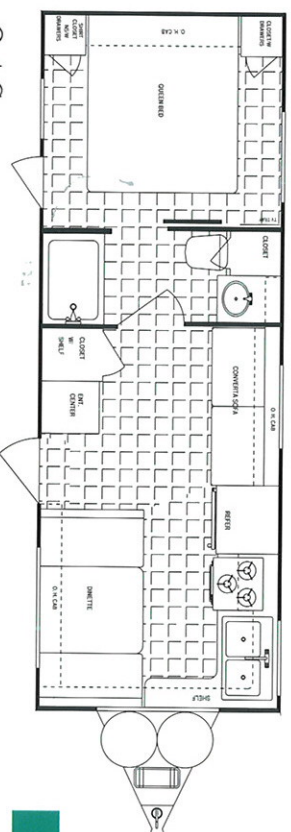 SHIRT
CLOSET
W/
DRAWERS
O. H. CAB
CLOSET-W
DRAWERS
QUEEN BED
CLOSET
CLOSET
W/
SHELF
ENT.
CENTER
CONVERT A SOFA
O. H. CAB
REFER
DINETTE
O. H. CAB
SHELF